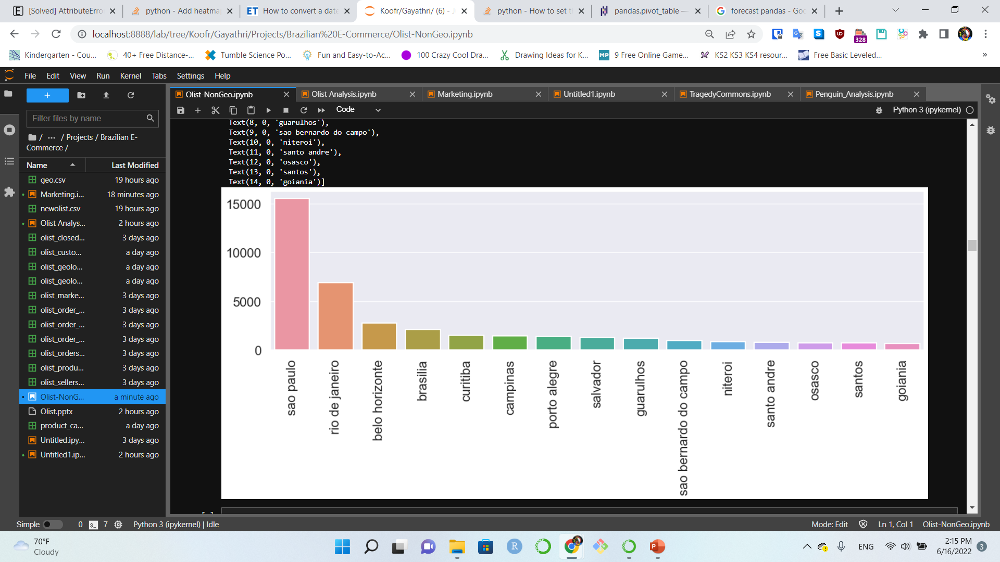 [Solved] AttributeErro
python - Add heatma
How to convert a date
Koofr/Gayathri/ (6) - J
python - How to set t
pandas.pivot_table —
forecast pandas - Goo
localhost:8888/lab/tree/Koofr/Gayathri/Projects/Brazilian%20E-Commerce/Olist-NonGeo.ipynb
328
Kindergarten - Cou...
40+ Free Distance-...
Tumble Science Po...
Fun and Easy-to-Ac...
100 Crazy Cool Dra...
Drawing Ideas for K...
9 Free Online Game...
KS2 KS3 KS4 resour...
Free Basic Leveled...
File Edit View Run Kernel Tabs Settings Help
Olist-NonGeo.ipynb
Olist Analysis.ipynb
Marketing.ipynb
Untitled1.ipynb
TragedyCommons.ipynb
Penguin_Analysis.ipynb
Code
Python 3 (ipykernel)
Filter files by name
/ ··· / Projects / Brazilian E-
Commerce /
Name Last Modified
geo.csv 19 hours ago
Marketing.i... 18 minutes ago
newolist.csv 19 hours ago
Olist Analys... 2 hours ago
olist_closed... 3 days ago
olist_custo... a day ago
olist_geolo... a day ago
olist_geolo... a day ago
olist_marke... 3 days ago
olist_order_... 3 days ago
olist_order_... 3 days ago
olist_order_... 3 days ago
olist_orders... 3 days ago
olist_produ... 3 days ago
olist_sellers... 3 days ago
Olist-NonG... a minute ago
Olist.pptx 2 hours ago
product_ca... a day ago
Untitled.ipy... 3 days ago
Untitled1.ip... 2 hours ago
Text(8, 0, 'guarulhos'),
Text(9, 0, 'sao bernardo do campo'),
Text(10, 0, 'niteroi'),
Text(11, 0, 'santo andre'),
Text(12, 0, 'osasco'),
Text(13, 0, 'santos'),
Text(14, 0, 'goiania')]
15000
10000
5000
0
sao paulo
rio de janeiro
belo horizonte
brasilia
curitiba
campinas
porto alegre
salvador
guarulhos
sao bernardo do campo
niteroi
santo andre
osasco
santos
goiania
Simple 0 7 Python 3 (ipykernel) | Idle
Mode: Edit Ln 1, Col 1 Olist-NonGeo.ipynb
70°F
Cloudy
ENG
2:15 PM
6/16/2022
3